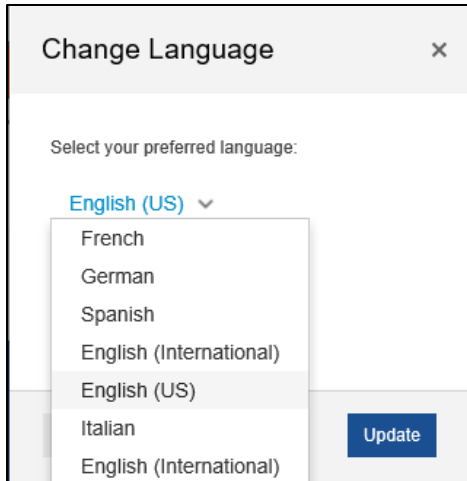 Change Language ×
Select your preferred language:
English (US)
French
German
Spanish
English (International)
English (US)
Italian
Update
English (International)